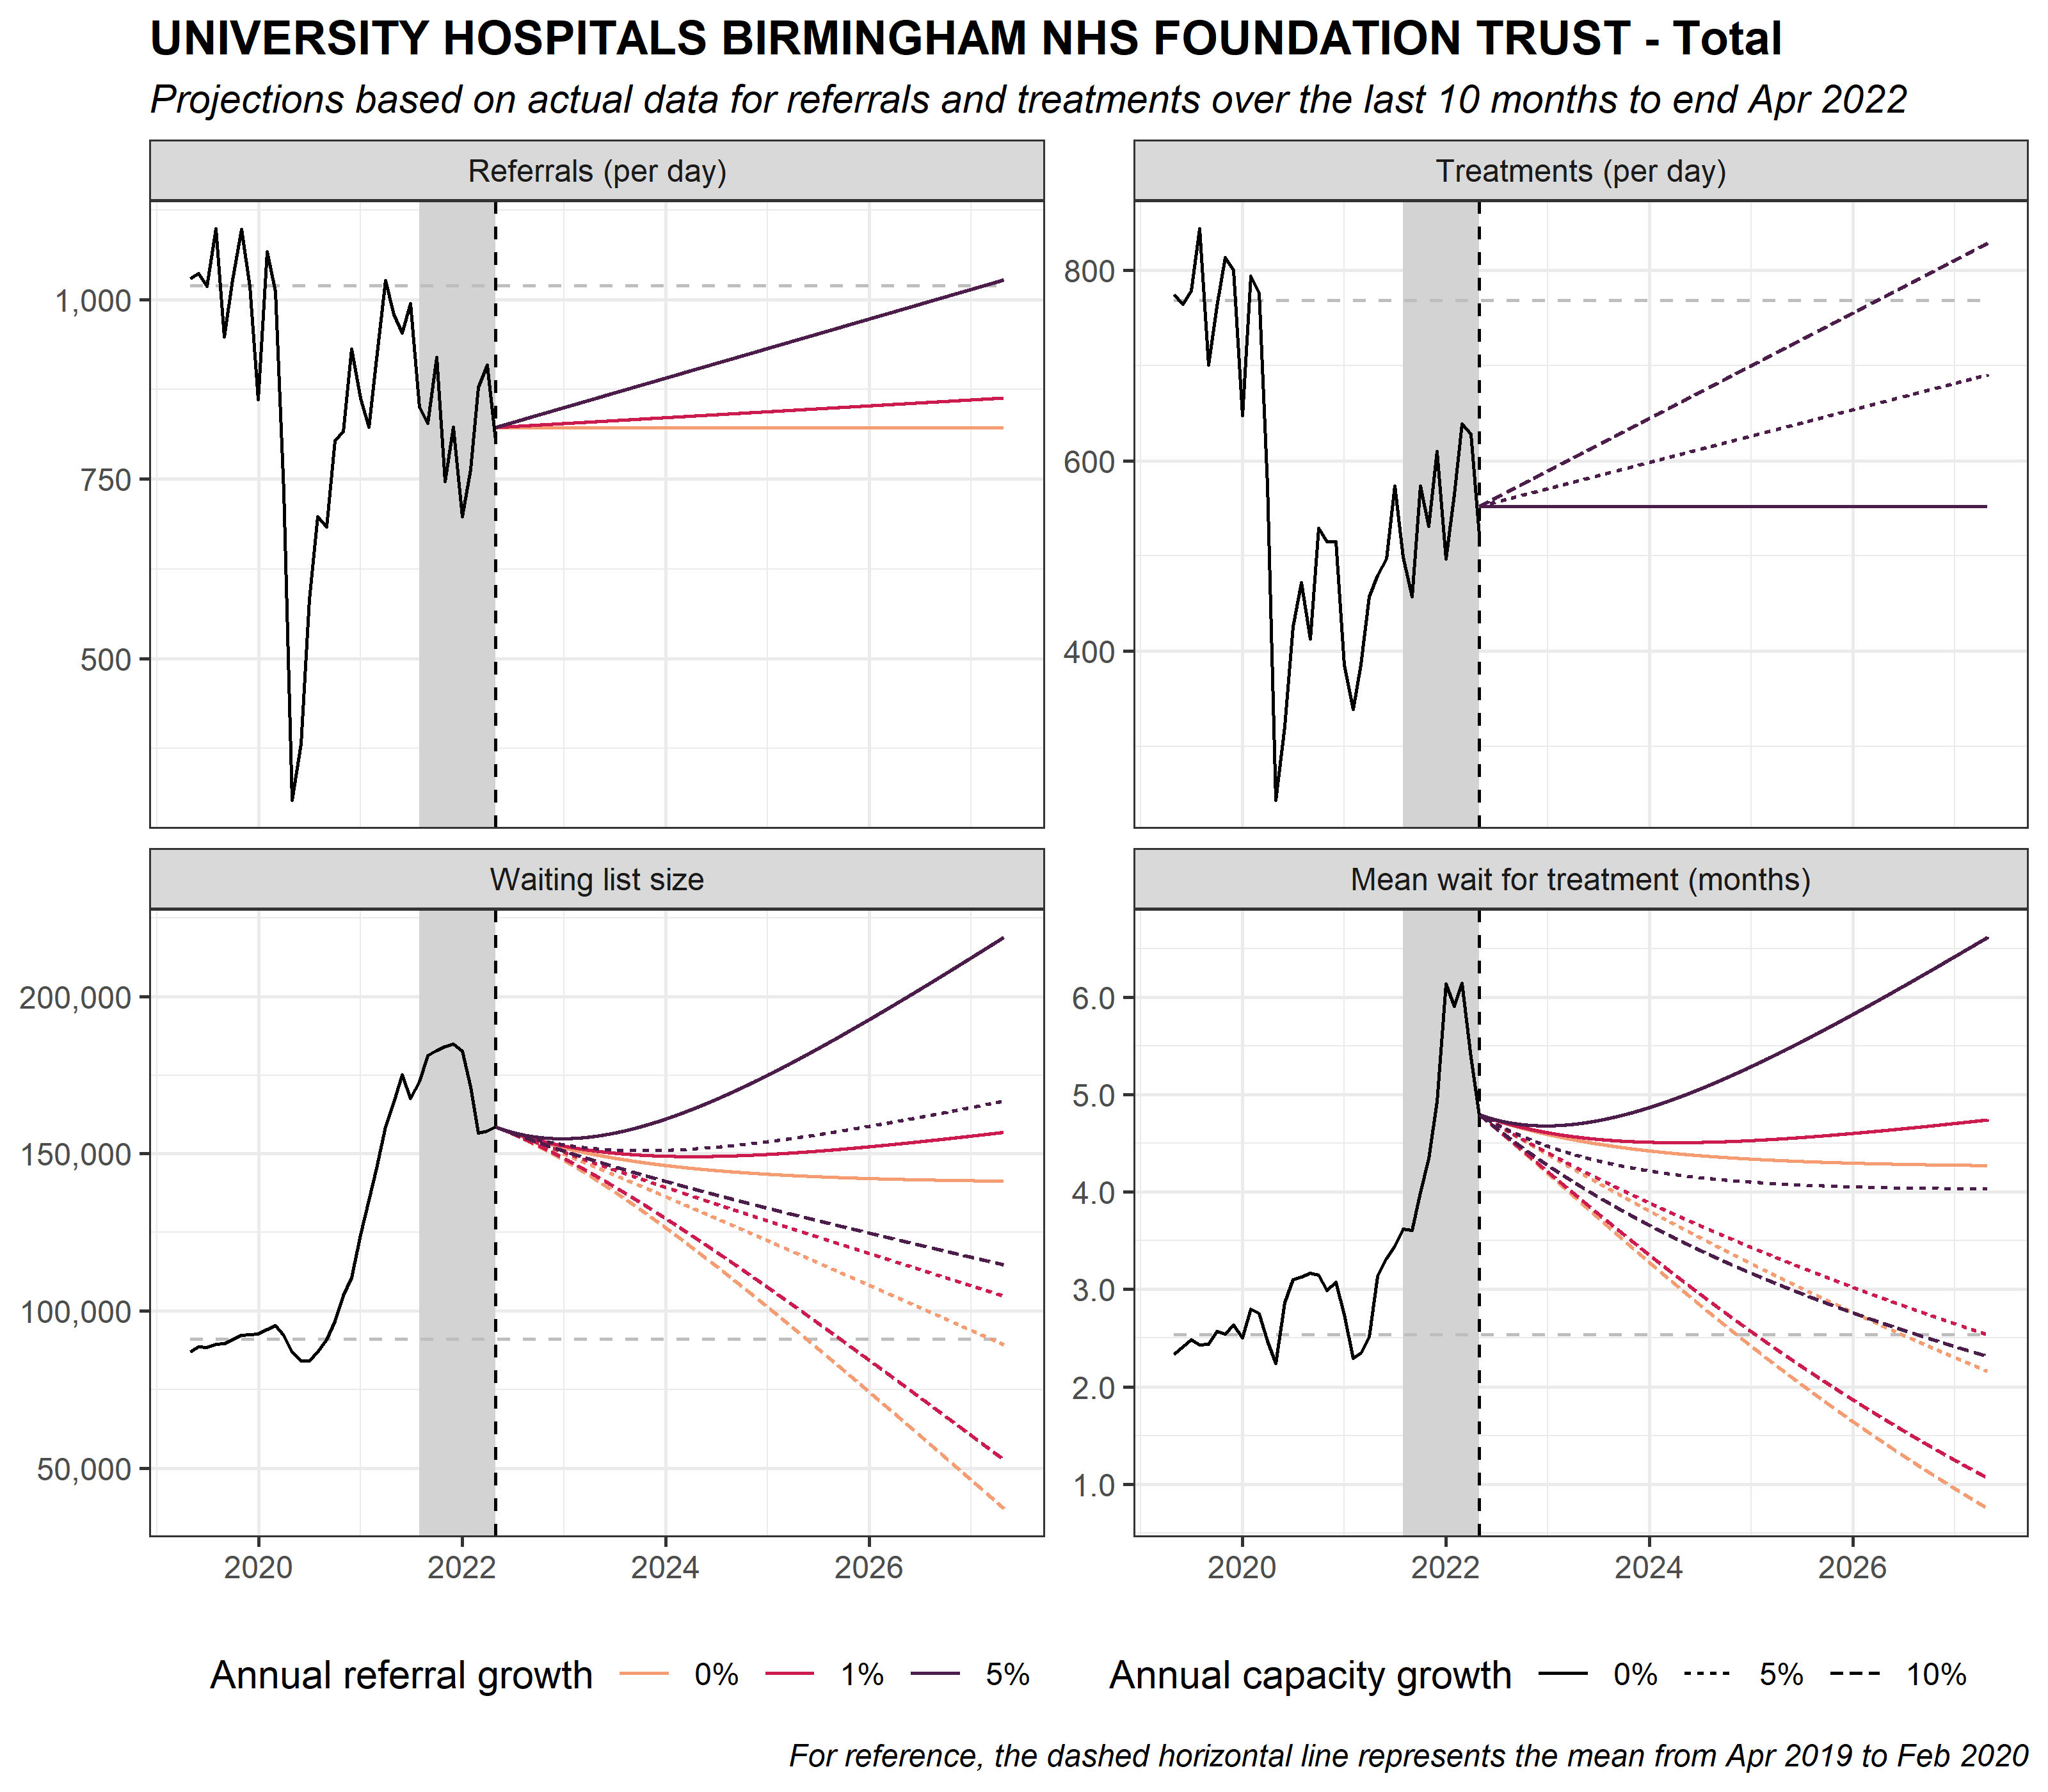 UNIVERSITY HOSPITALS BIRMINGHAM NHS FOUNDATION TRUST - Total
Projections based on actual data for referrals and treatments over the last 10 months to end Apr 2022
Referrals (per day)
1,000
750
500
Treatments (per day)
800
600
400
Waiting list size
200,000
150,000
100,000
50,000
2020 2022 2024 2026
Mean wait for treatment (months)
6.0
5.0
4.0
3.0
2.0
1.0
2020 2022 2024 2026
Annual referral growth 0% 1% 5%
Annual capacity growth 0% 5% 10%
For reference, the dashed horizontal line represents the mean from Apr 2019 to Feb 2020